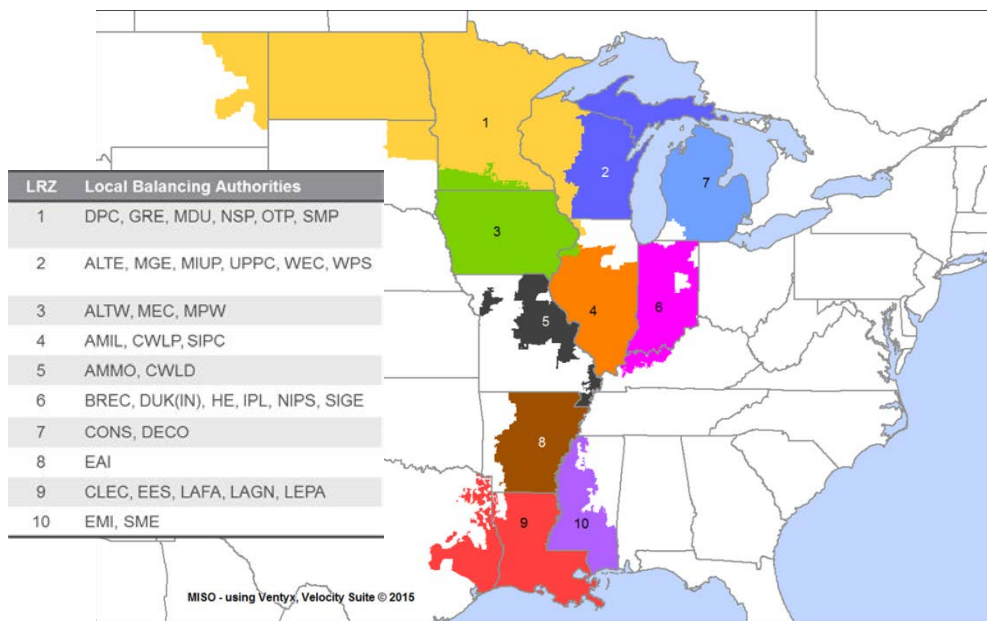 LRZ Local Balancing Authorities
1 DPC, GRE, MDU, NSP, OTP, SMP
2 ALTE, MGE, MIUP, UPPC, WEC, WPS
3 ALTW, MEC, MPW
4 AMIL, CWLP, SIPC
5 AMMO, CWLD
6 BREC, DUK(IN), HE, IPL, NIPS, SIGE
7 CONS, DECO
8 EAI
9 CLEC, EES, LAFA, LAGN, LEPA
10 EMI, SME
1
2
7
3
4
6
5
8
9
10
MISO - using Ventyx, Velocity Suite © 2015